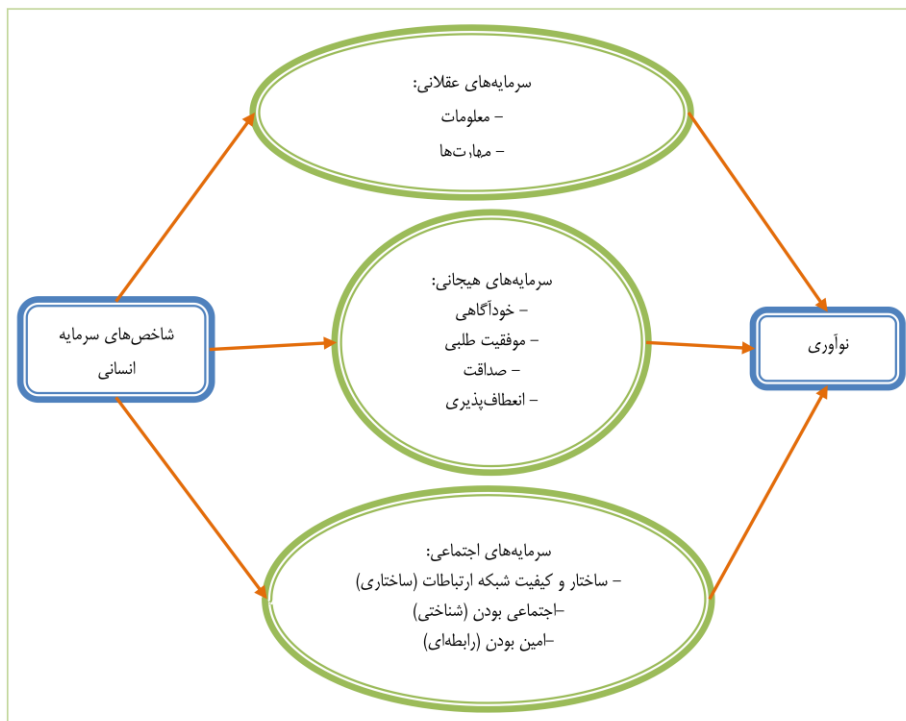 سرمایه‌های عقلانی:
– معلومات
– مهارت‌ها
شاخص‌های سرمایه
انسانی
سرمایه‌های هیجانی:
– خودآگاهی
– موفقیت طلبی
– صداقت
– انعطاف‌پذیری
نوآوری
سرمایه‌های اجتماعی:
– ساختار و کیفیت شبکه ارتباطات (ساختاری)
–اجتماعی بودن (شناختی)
–امین بودن (رابطه‌ای)